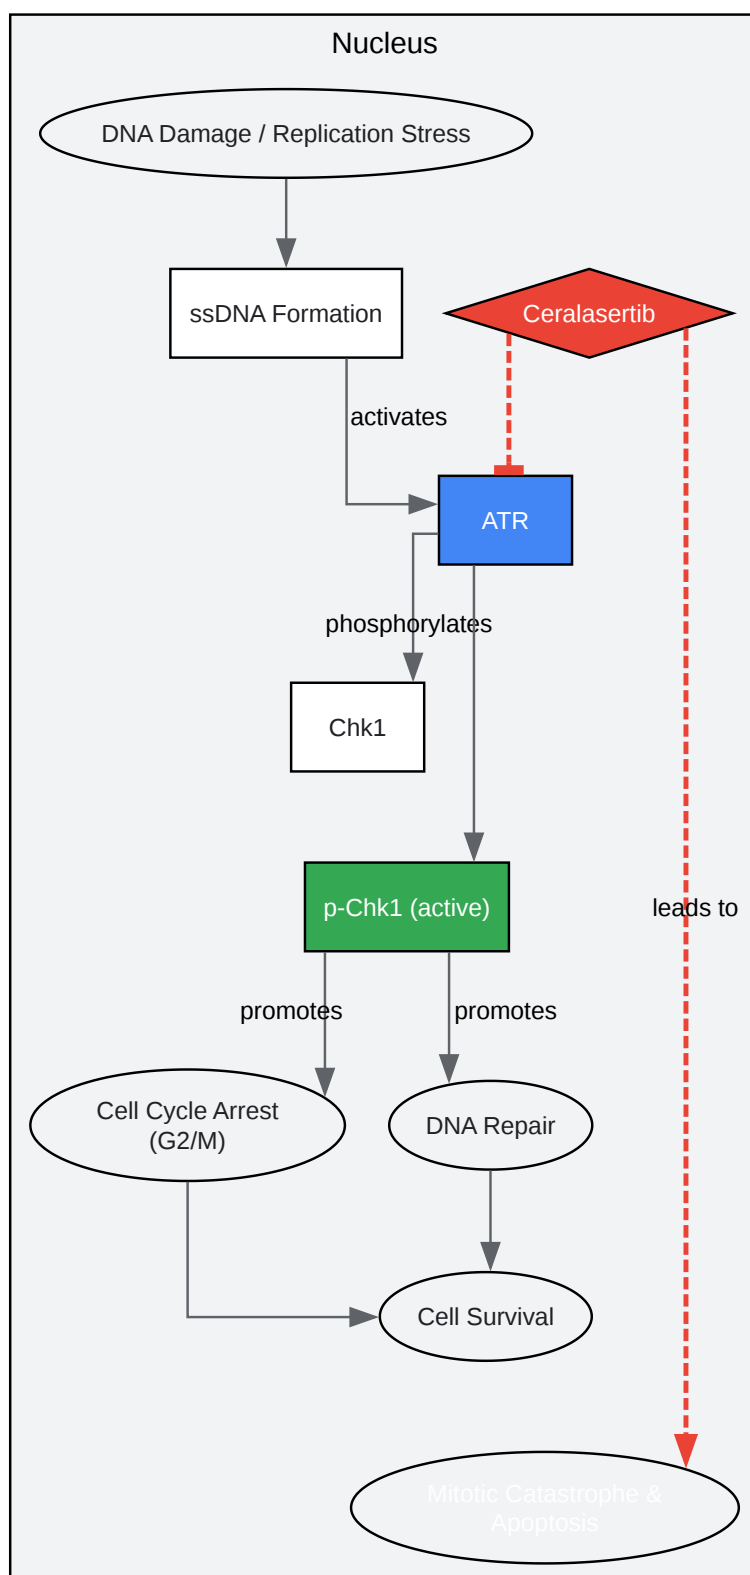 Nucleus
DNA Damage / Replication Stress
ssDNA Formation
Ceralasertib
activates
ATR
phosphorylates
Chk1
p-Chk1 (active)
leads to
promotes
promotes
Cell Cycle Arrest
(G2/M)
DNA Repair
Cell Survival
Mitotic Catastrophe &
Apoptosis